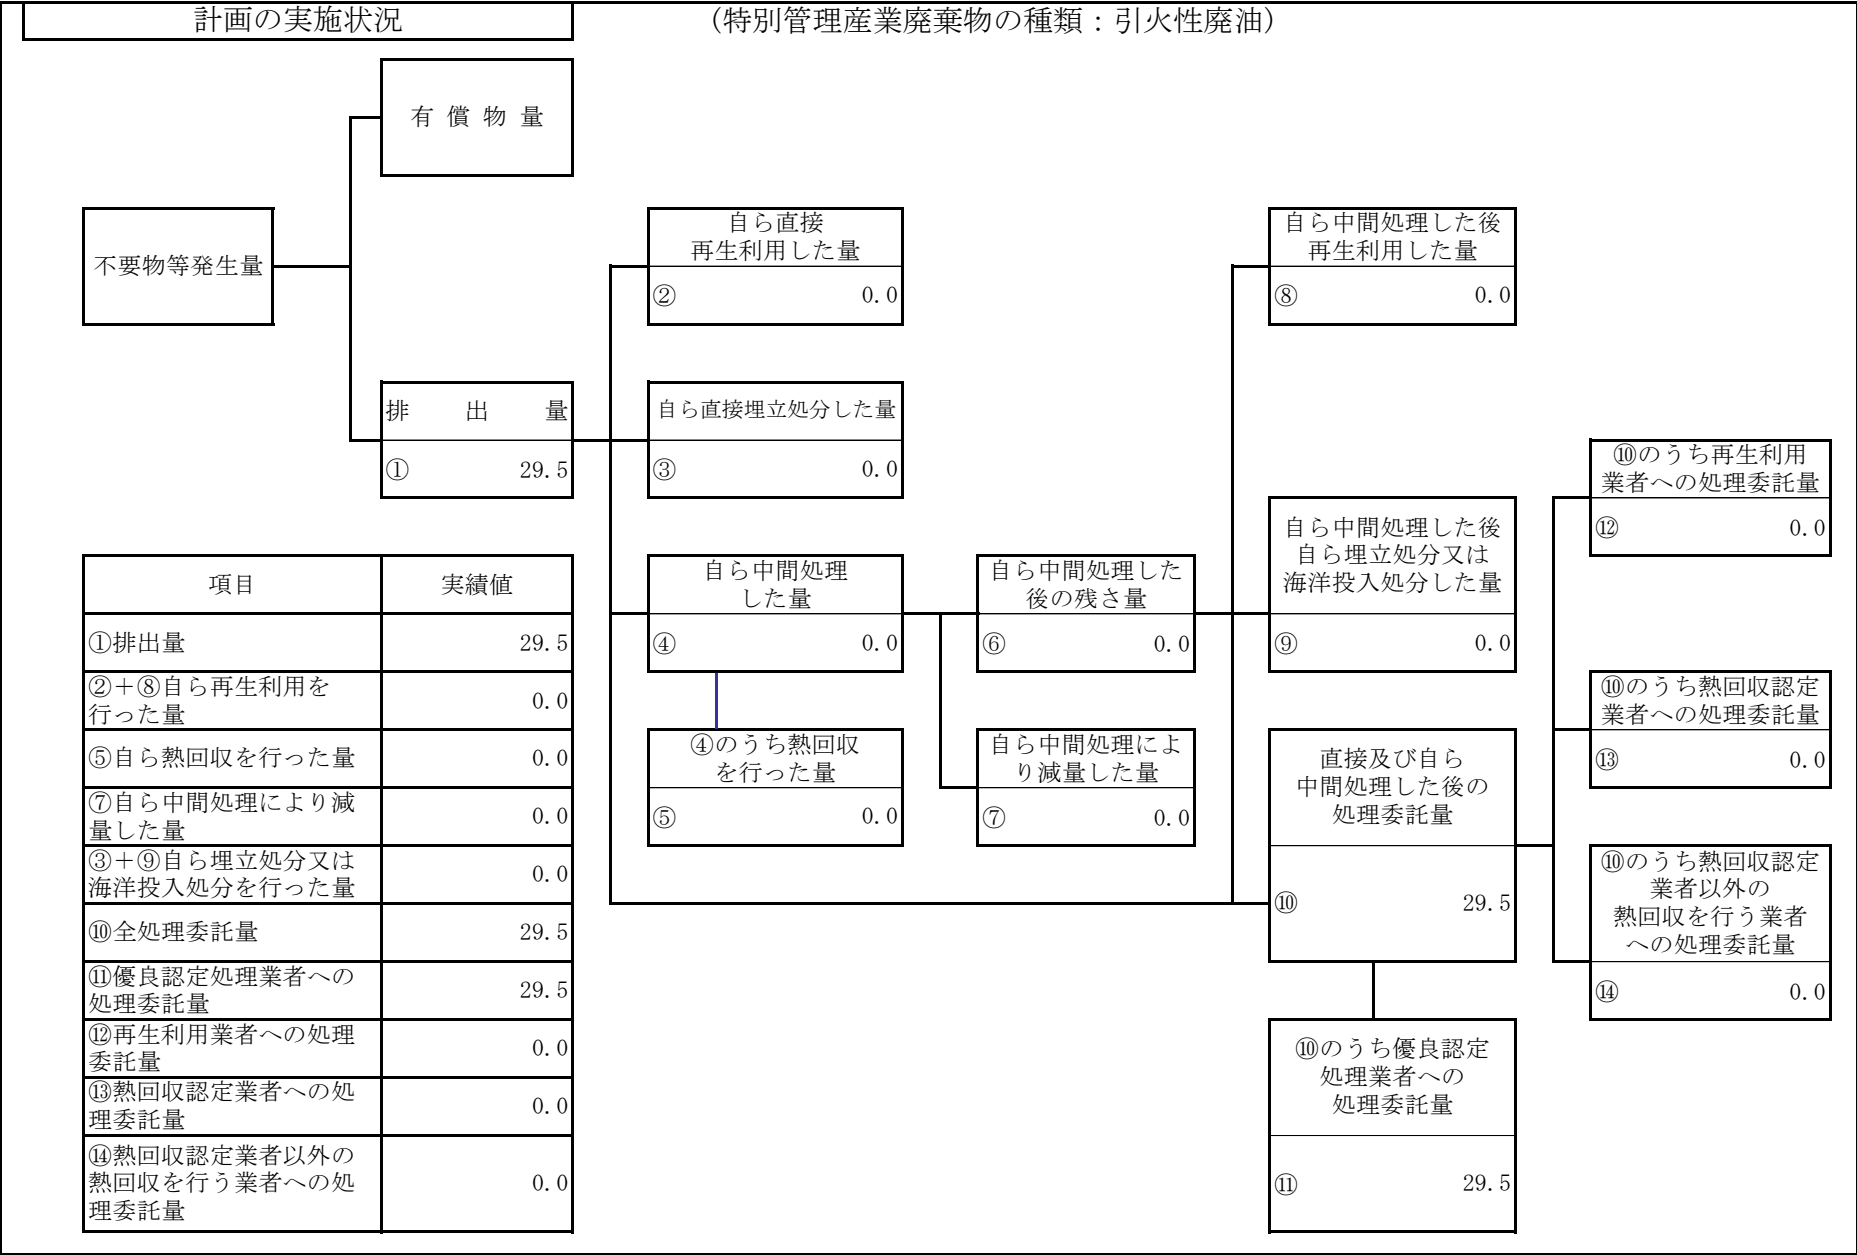 計画の実施状況
（特別管理産業廃棄物の種類：引火性廃油）
有償物量
不要物等発生量
自ら直接
再生利用した量
② 0.0
自ら中間処理した後
再生利用した量
⑧ 0.0
排出量
① 29.5
自ら直接埋立処分した量
③ 0.0
⑩のうち再生利用
業者への処理委託量
⑫ 0.0
自ら中間処理した後
自ら埋立処分又は
海洋投入処分した量
⑨ 0.0
自ら中間処理
した量
④ 0.0
自ら中間処理した
後の残さ量
⑥ 0.0
⑩のうち熱回収認定
業者への処理委託量
⑬ 0.0
④のうち熱回収
を行った量
⑤ 0.0
自ら中間処理によ
り減量した量
⑦ 0.0
直接及び自ら
中間処理した後の
処理委託量
⑩ 29.5
⑩のうち熱回収認定
業者以外の
熱回収を行う業者
への処理委託量
⑭ 0.0
⑩のうち優良認定
処理業者への
処理委託量
⑪ 29.5
項目 実績値
①排出量 29.5
②＋⑧自ら再生利用を
行った量 0.0
⑤自ら熱回収を行った量 0.0
⑦自ら中間処理により減
量した量 0.0
③＋⑨自ら埋立処分又は
海洋投入処分を行った量 0.0
⑩全処理委託量 29.5
⑪優良認定処理業者への
処理委託量 29.5
⑫再生利用業者への処理
委託量 0.0
⑬熱回収認定業者への処
理委託量 0.0
⑭熱回収認定業者以外の
熱回収を行う業者への処
理委託量 0.0